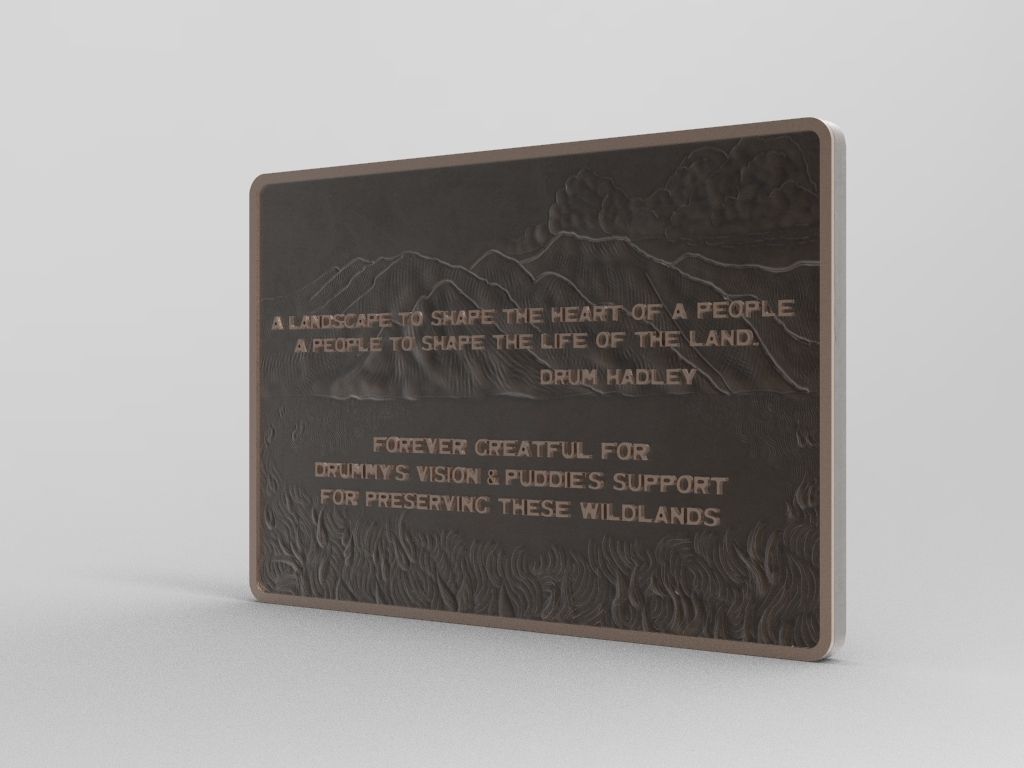 A LANDSCAPE TO SHAPE THE HEART OF A PEOPLE
A PEOPLE TO SHAPE THE LIFE OF THE LAND.
DRUM HADLEY
FOREVER GREATFUL FOR
DRUMMY'S VISION & PUDDIE'S SUPPORT
FOR PRESERVING THESE WILDLANDS